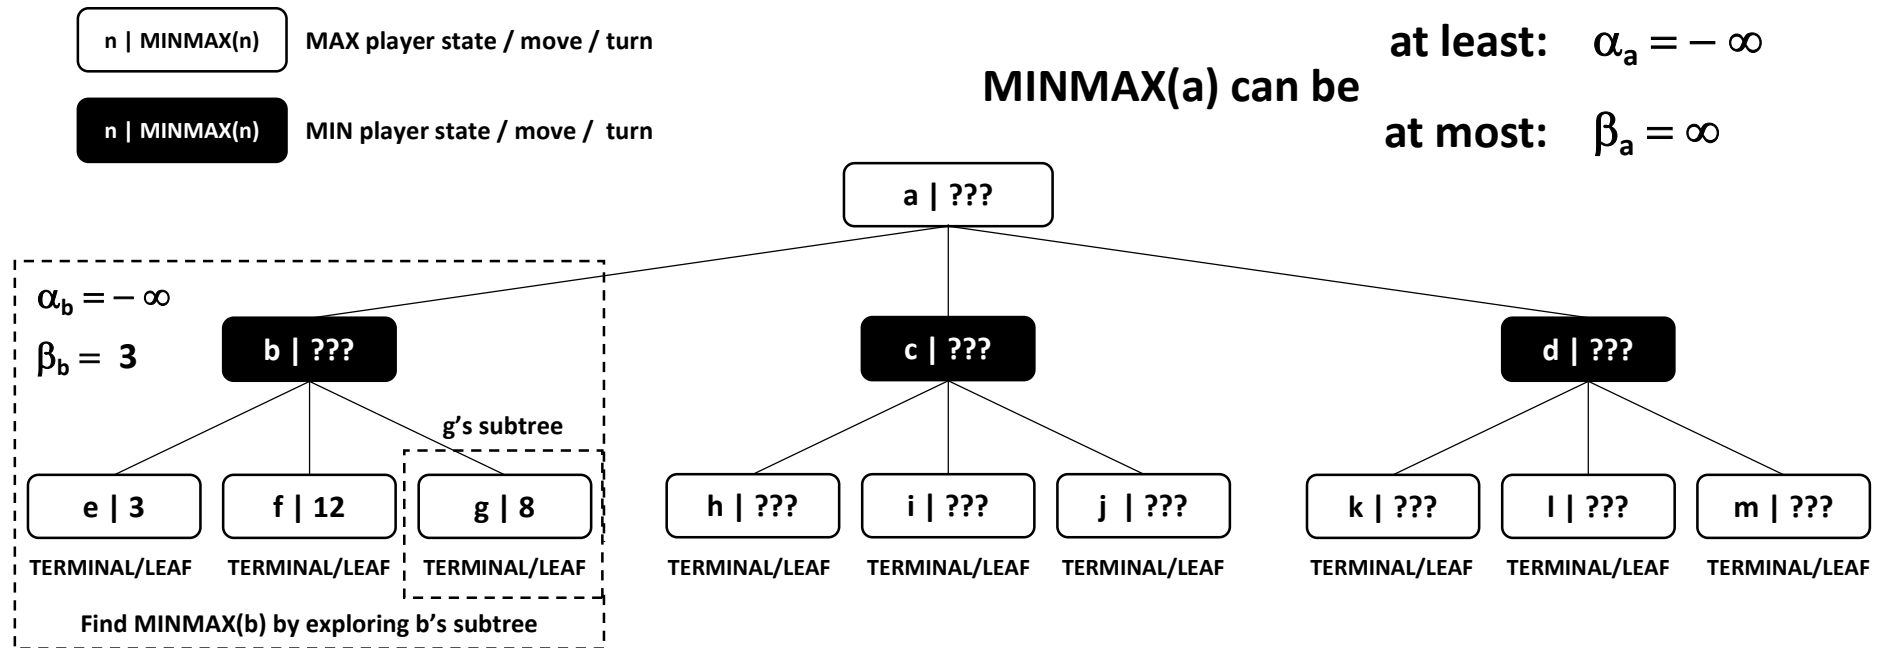 n | MINMAX(n) MAX player state / move / turn
n | MINMAX(n) MIN player state / move / turn
MINMAX(a) can be
at least: αa = – ∞
at most: βa = ∞
a | ???
αb = – ∞
βb = 3
b | ???
c | ???
d | ???
g’s subtree
e | 3
f | 12
g | 8
h | ???
i | ???
j | ???
k | ???
l | ???
m | ???
TERMINAL/LEAF
TERMINAL/LEAF
TERMINAL/LEAF
TERMINAL/LEAF
TERMINAL/LEAF
TERMINAL/LEAF
TERMINAL/LEAF
TERMINAL/LEAF
TERMINAL/LEAF
Find MINMAX(b) by exploring b’s subtree